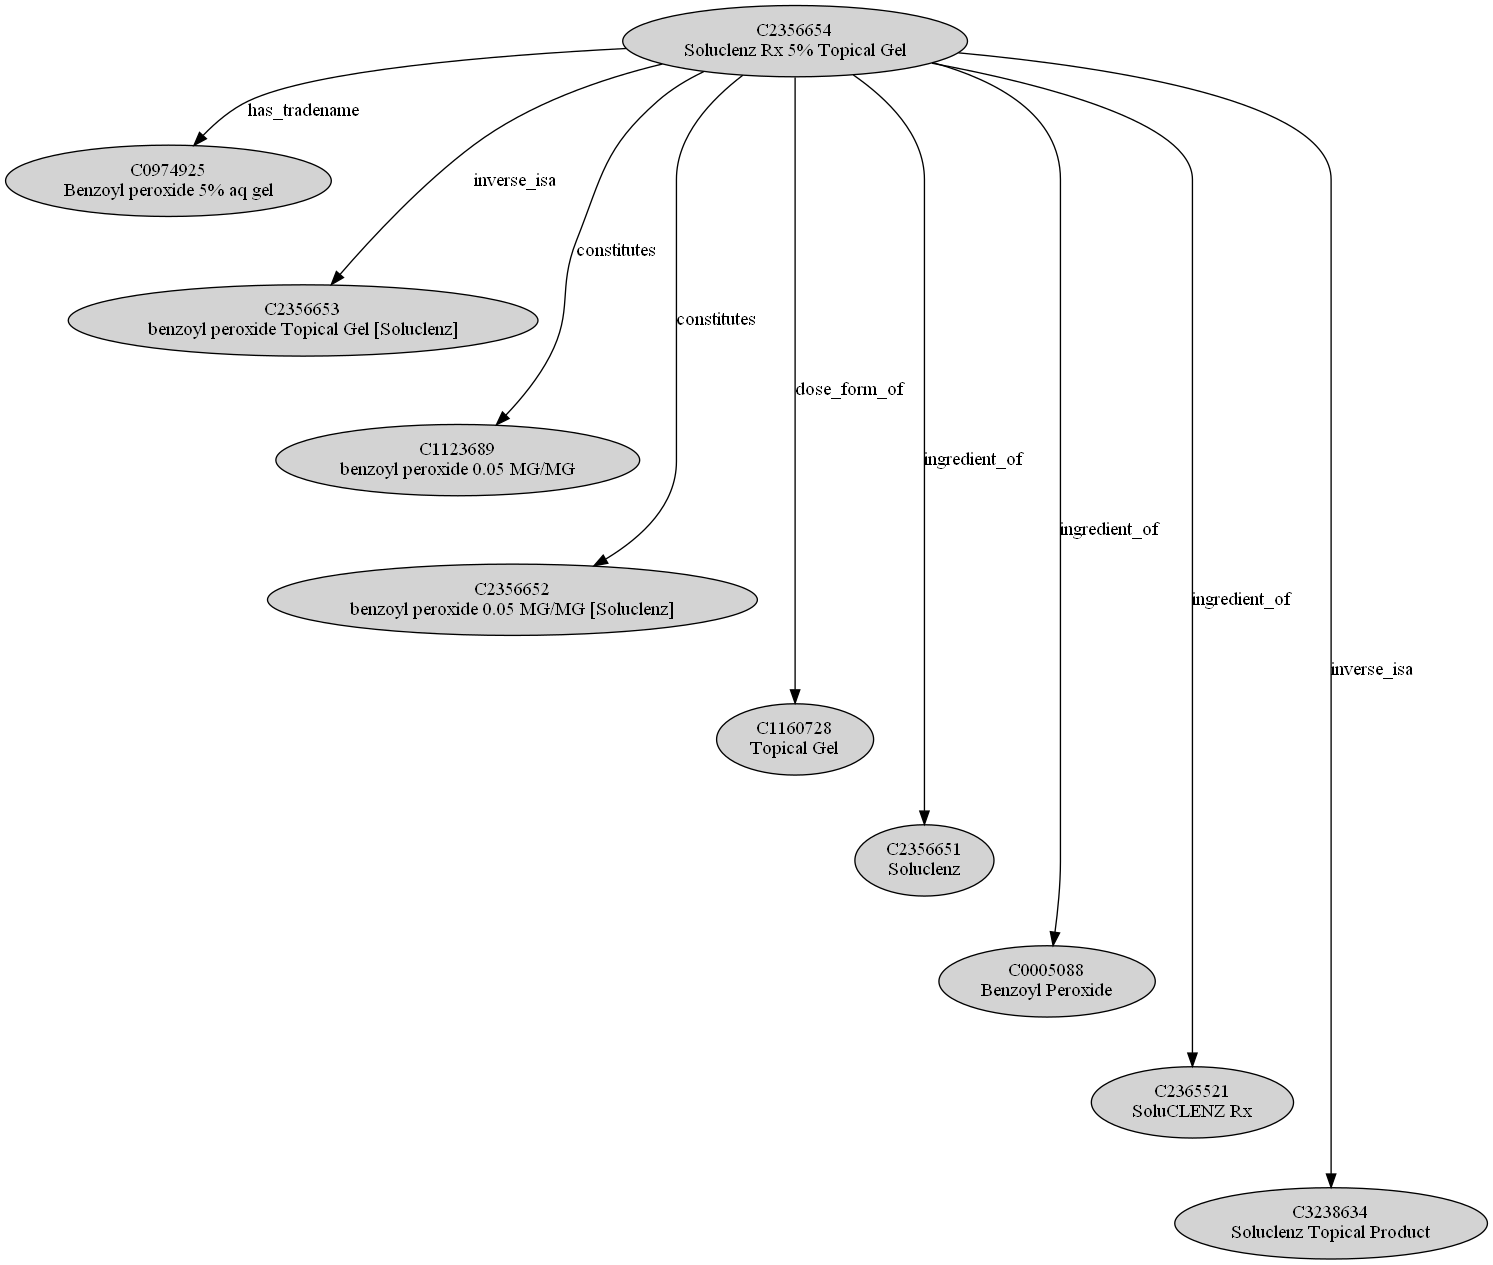 C2356654
Soluclenz Rx 5% Topical Gel
has_tradename
C0974925
Benzoyl peroxide 5% aq gel
inverse_isa
constitutes
C2356653
benzoyl peroxide Topical Gel [Soluclenz]
constitutes
dose_form_of
C1123689
benzoyl peroxide 0.05 MG/MG
ingredient_of
ingredient_of
C2356652
benzoyl peroxide 0.05 MG/MG [Soluclenz]
ingredient_of
inverse_isa
C1160728
Topical Gel
C2356651
Soluclenz
C0005088
Benzoyl Peroxide
C2365521
SoluCLENZ Rx
C3238634
Soluclenz Topical Product